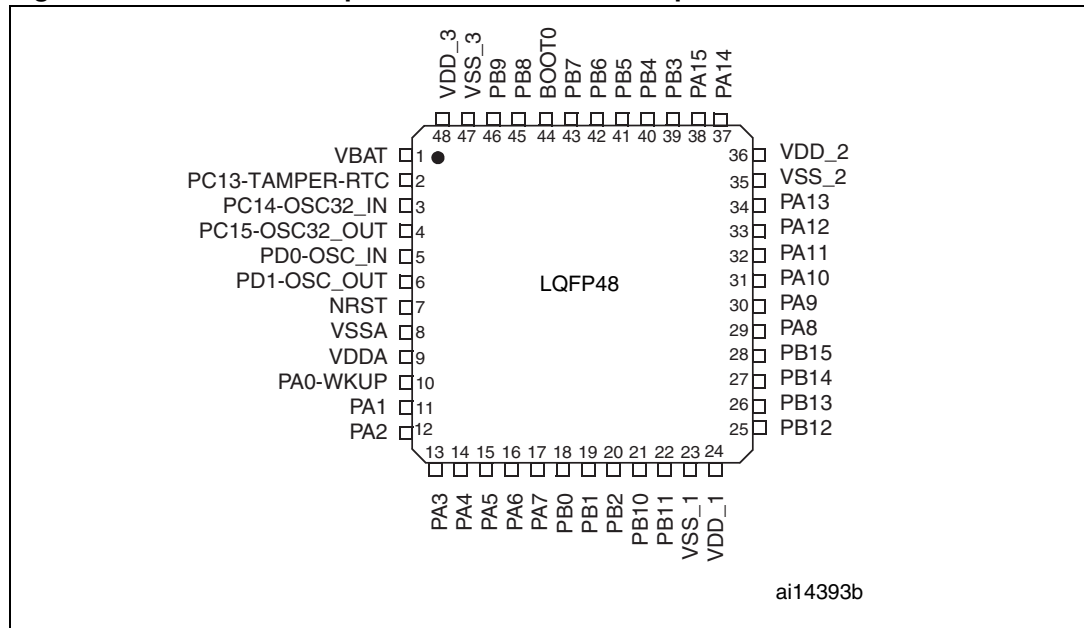 VDD_3
VSS_3
PB9
PB8
BOOT0
PB7
PB6
PB5
PB4
PB3
PA15
PA14
48 47 46 45 44 43 42 41 40 39 38 37
VBAT 1
PC13-TAMPER-RTC 2
PC14-OSC32_IN 3
PC15-OSC32_OUT 4
PD0-OSC_IN 5
PD1-OSC_OUT 6
NRST 7
VSSA 8
VDDA 9
PA0-WKUP 10
PA1 11
PA2 12
LQFP48
36 VDD_2
35 VSS_2
34 PA13
33 PA12
32 PA11
31 PA10
30 PA9
29 PA8
28 PB15
27 PB14
26 PB13
25 PB12
13 14 15 16 17 18 19 20 21 22 23 24
PA3
PA4
PA5
PA6
PA7
PB0
PB1
PB2
PB10
PB11
VSS_1
VDD_1
ai14393b